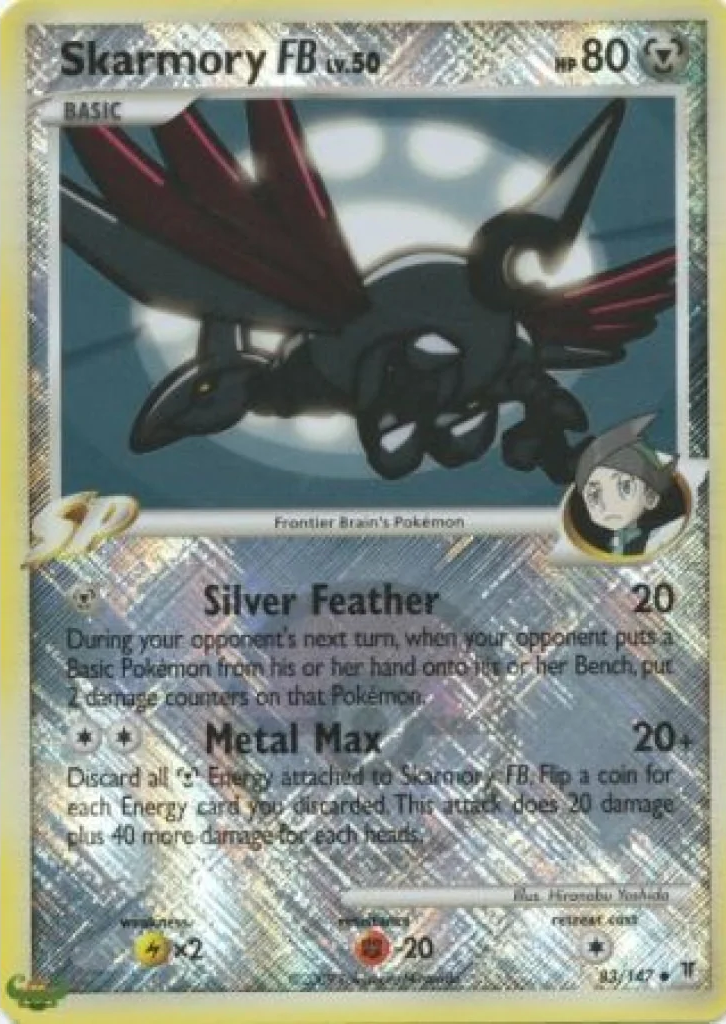 Skarmory FB LV.50
HP 80
BASIC
SP
Frontier Brain's Pokémon
Silver Feather 20
During your opponent's next turn, when your opponent puts a
Basic Pokémon from his or her hand onto his or her Bench, put
2 damage counters on that Pokémon.
Metal Max 20+
Discard all Energy attached to Skarmory FB. Flip a coin for
each Energy card you discarded. This attack does 20 damage
plus 40 more damage for each heads.
Illus. Hironobu Yoshida
weakness resistance retreat cost
×2 -20
83/147